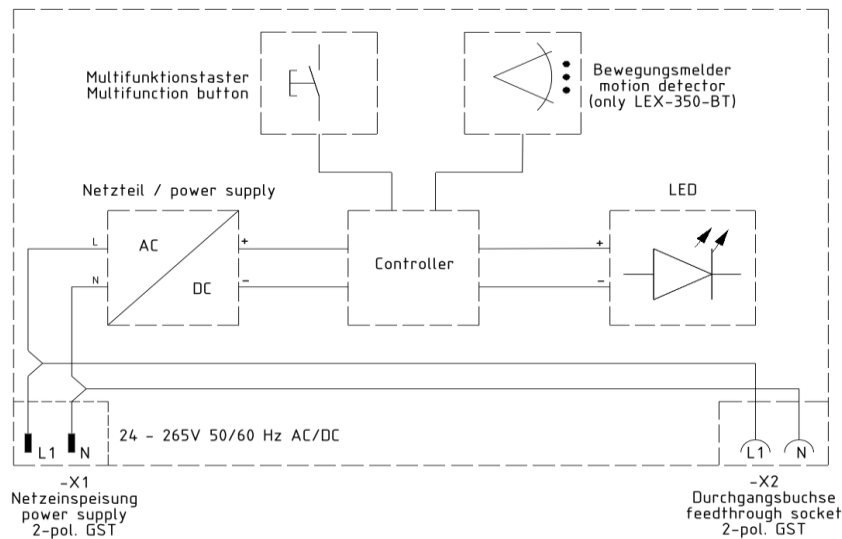 Multifunktionstaster
Multifunction button
Bewegungsmelder
motion detector
(only LEX-350-BT)
Netzteil / power supply
LED
L
AC
+
Controller
+
N
DC
-
-
L1
N
24 - 265V 50/60 Hz AC/DC
L1
N
-X1
Netzeinspeisung
power supply
2-pol. GST
-X2
Durchgangsbuchse
feedthrough socket
2-pol. GST